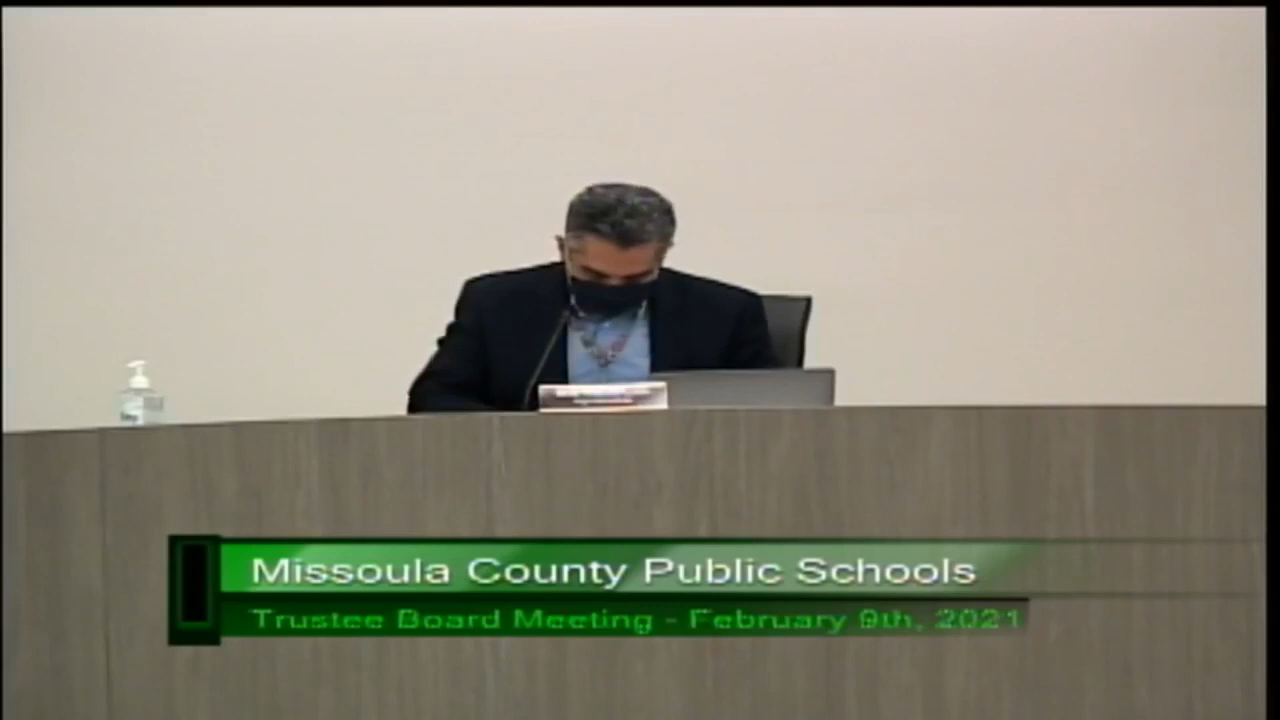 Missoula County Public Schools
Trustee Board Meeting - February 9th, 2021